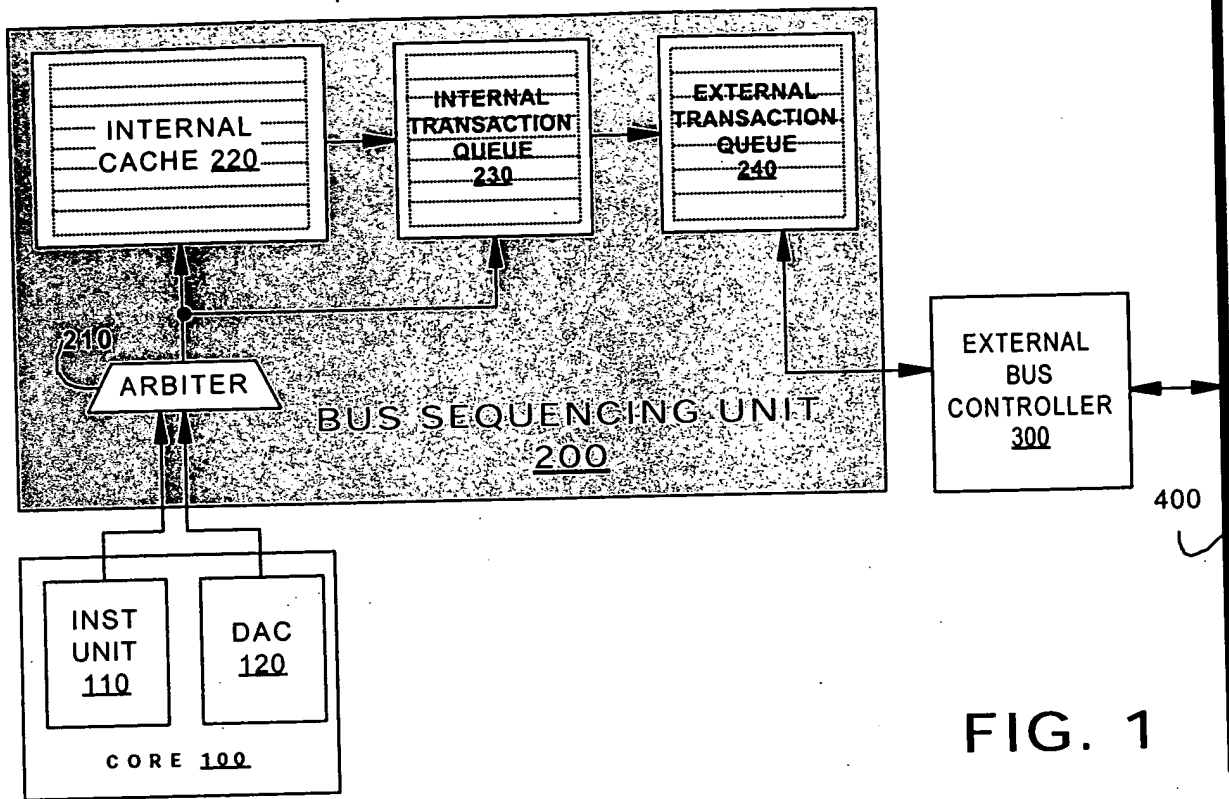 INTERNAL
CACHE 220
INTERNAL
TRANSACTION
QUEUE
230
EXTERNAL
TRANSACTION
QUEUE
240
210
ARBITER
BUS SEQUENCING UNIT
200
EXTERNAL
BUS
CONTROLLER
300
400
INST
UNIT
110
DAC
120
CORE 100
FIG. 1